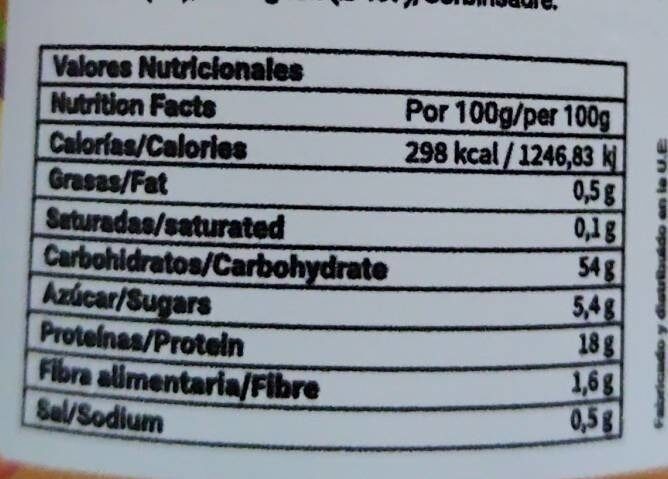 Valores Nutricionales
Nutrition Facts Por 100g/per 100g
Calorías/Calories 298 kcal / 1246,83 kj
Grasas/Fat 0,5 g
Saturadas/saturated 0,1 g
Carbohidratos/Carbohydrate 54 g
Azúcar/Sugars 5,4 g
Proteínas/Protein 18 g
Fibra alimentaria/Fibre 1,6 g
Sal/Sodium 0,5 g
Fabricado y distribuido en la U.E